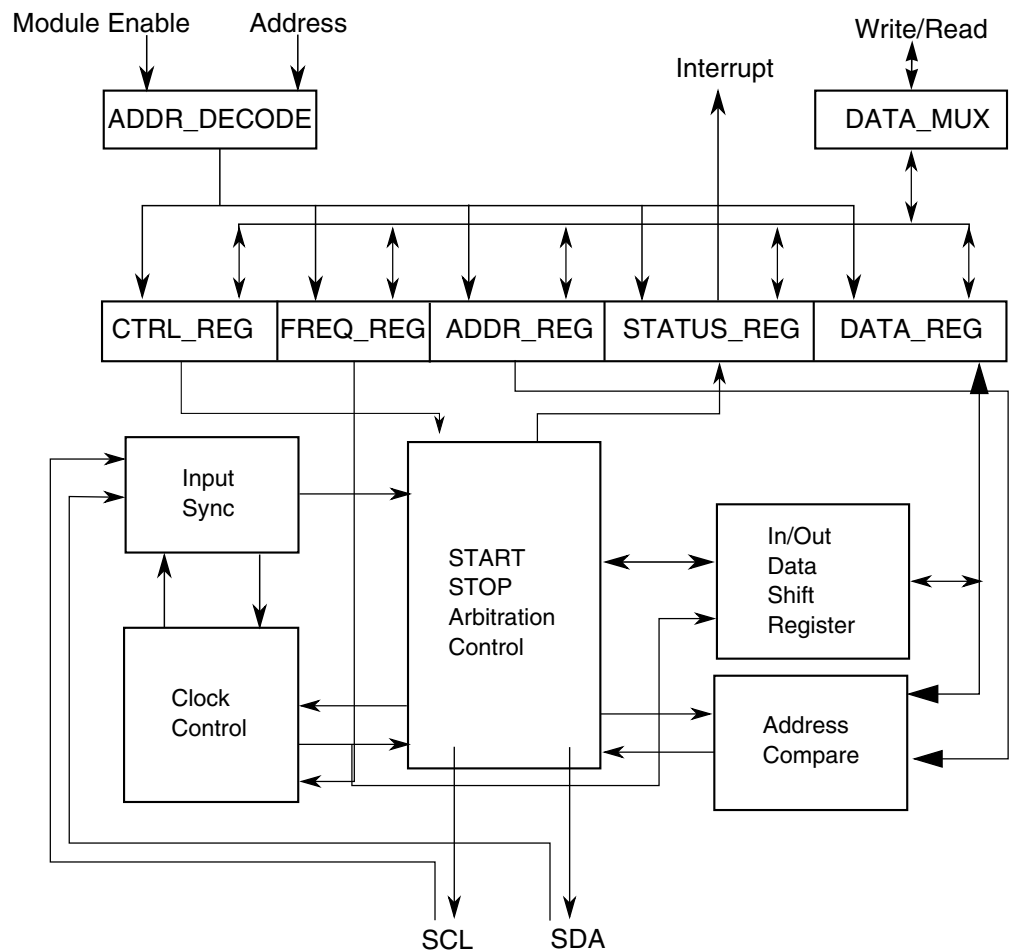 Module Enable
Address
Write/Read
Interrupt
ADDR_DECODE
DATA_MUX
CTRL_REG
FREQ_REG
ADDR_REG
STATUS_REG
DATA_REG
Input
Sync
START
STOP
Arbitration
Control
In/Out
Data
Shift
Register
Clock
Control
Address
Compare
SCL
SDA